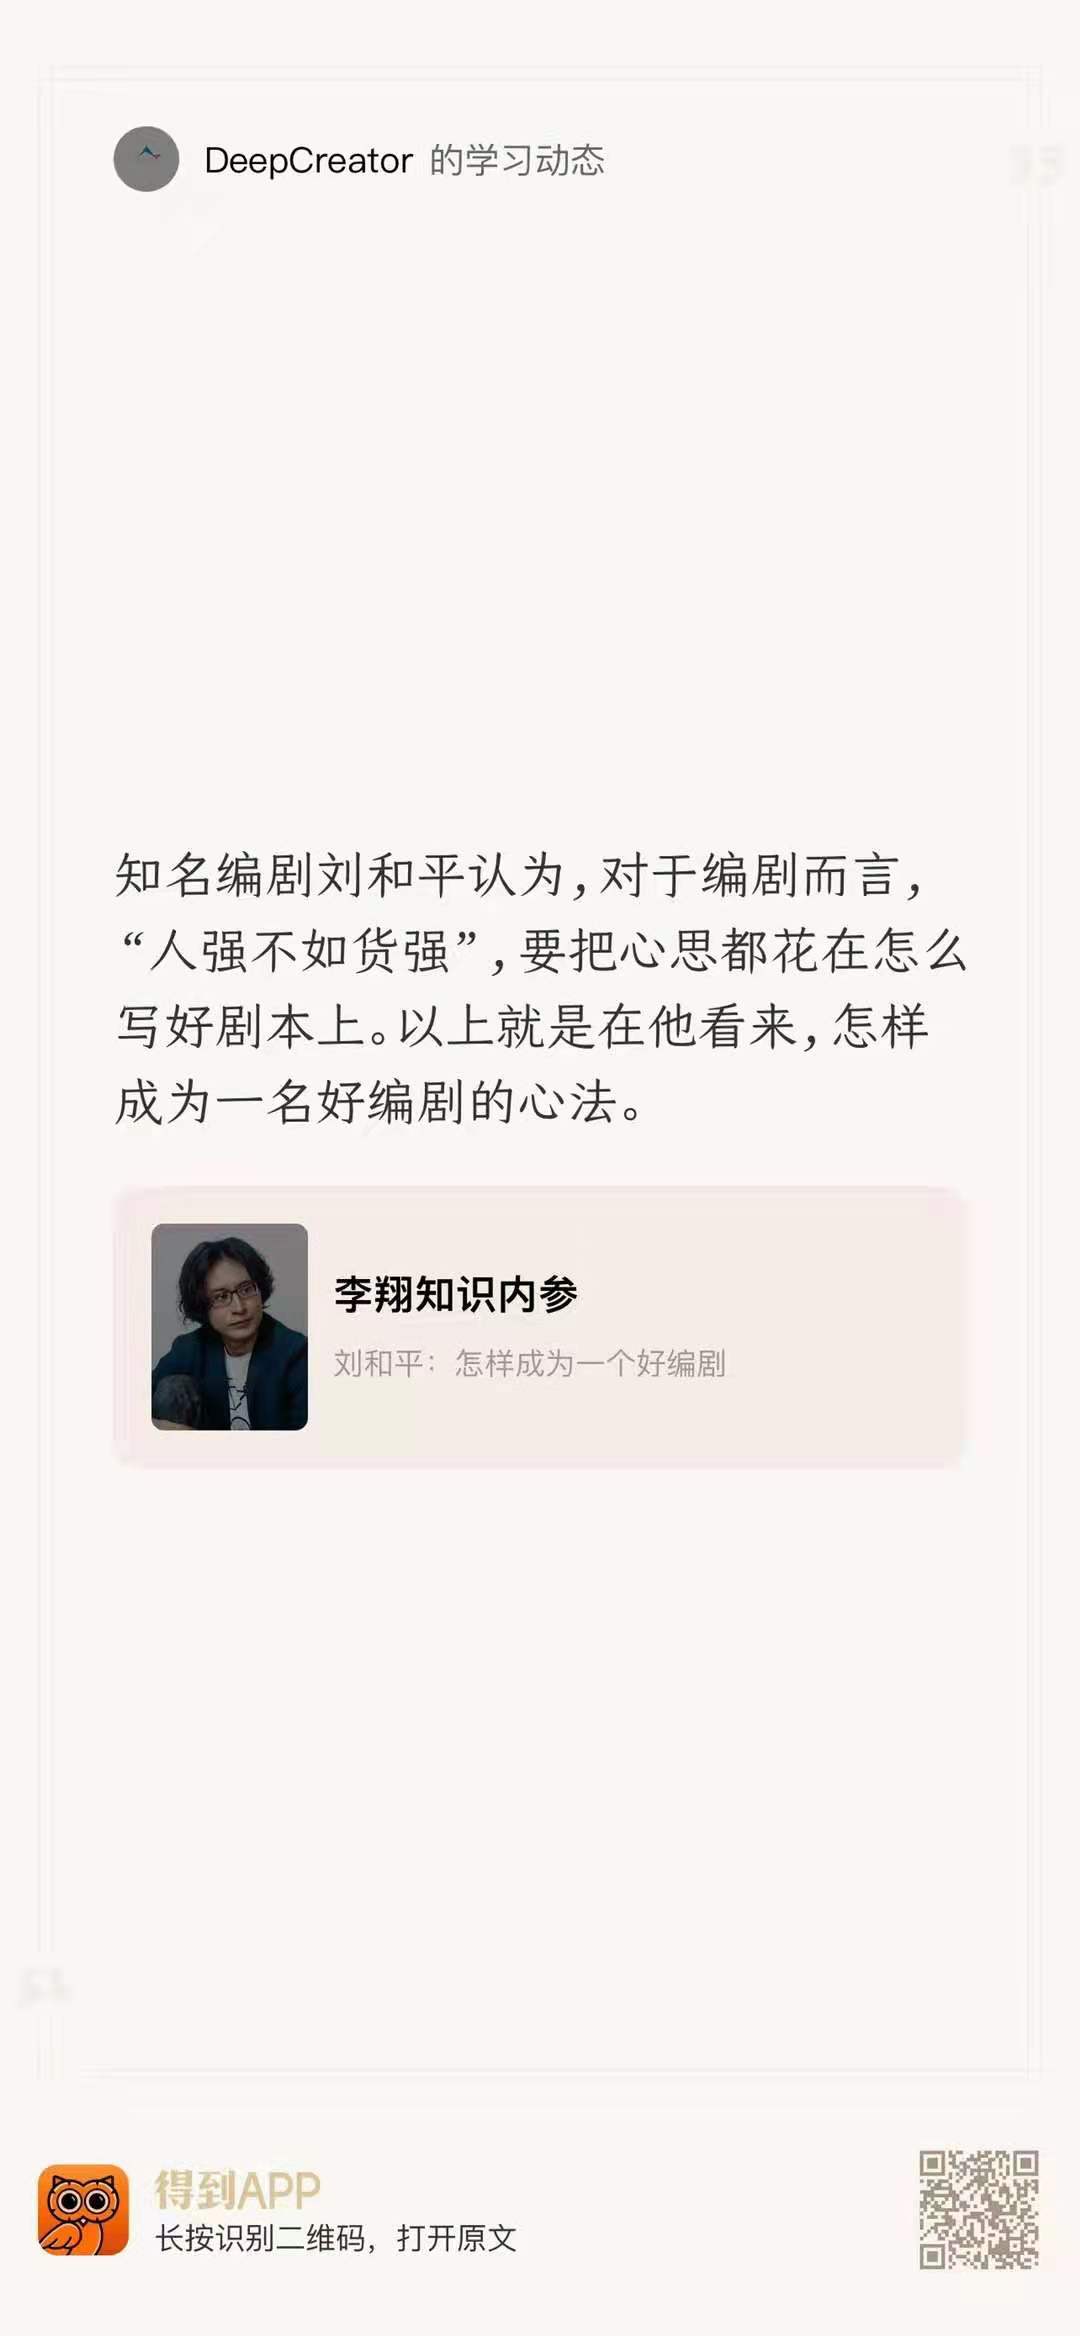 DeepCreator 的学习动态
知名编剧刘和平认为，对于编剧而言，
“人强不如货强”，要把心思都花在怎么
写好剧本上。以上就是在他看来，怎样
成为一名好编剧的心法。
李翔知识内参
刘和平：怎样成为一个好编剧
得到APP
长按识别二维码，打开原文